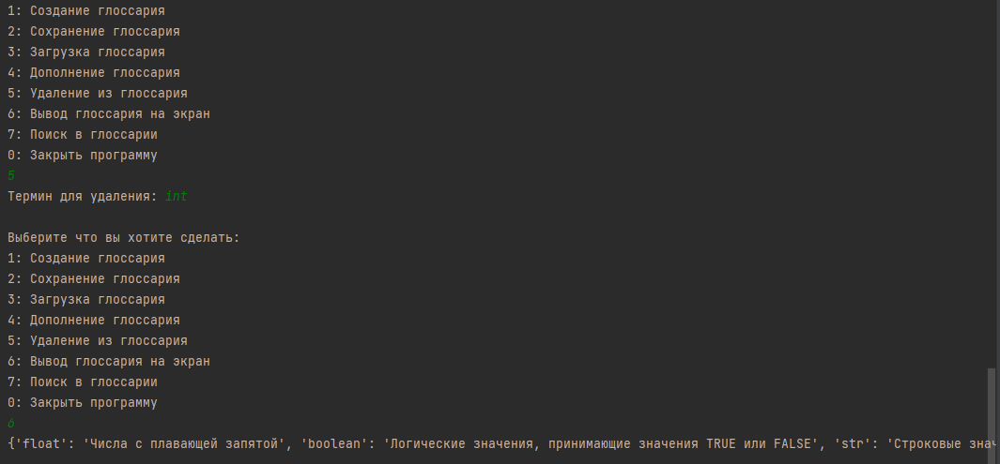 1: Создание глоссария
2: Сохранение глоссария
3: Загрузка глоссария
4: Дополнение глоссария
5: Удаление из глоссария
6: Вывод глоссария на экран
7: Поиск в глоссарии
0: Закрыть программу
5
Термин для удаления: int
Выберите что вы хотите сделать:
1: Создание глоссария
2: Сохранение глоссария
3: Загрузка глоссария
4: Дополнение глоссария
5: Удаление из глоссария
6: Вывод глоссария на экран
7: Поиск в глоссарии
0: Закрыть программу
6
{'float': 'Числа с плавающей запятой', 'boolean': 'Логические значения, принимающие значения TRUE или FALSE', 'str': 'Строковые